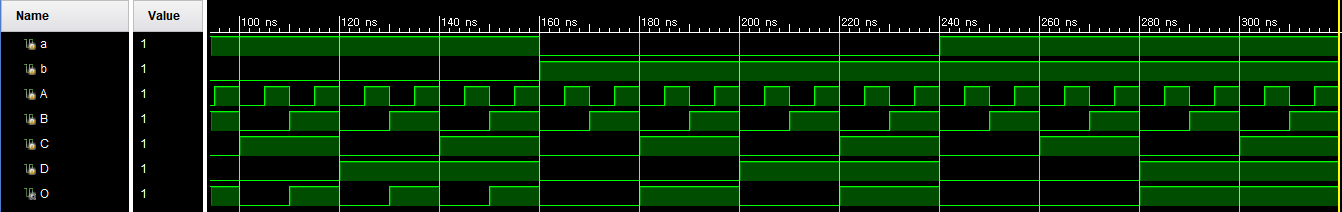 Name Value
100 ns 120 ns 140 ns 160 ns 180 ns 200 ns 220 ns 240 ns 260 ns 280 ns 300 ns
a 1
b 1
A 1
B 1
C 1
D 1
O 1